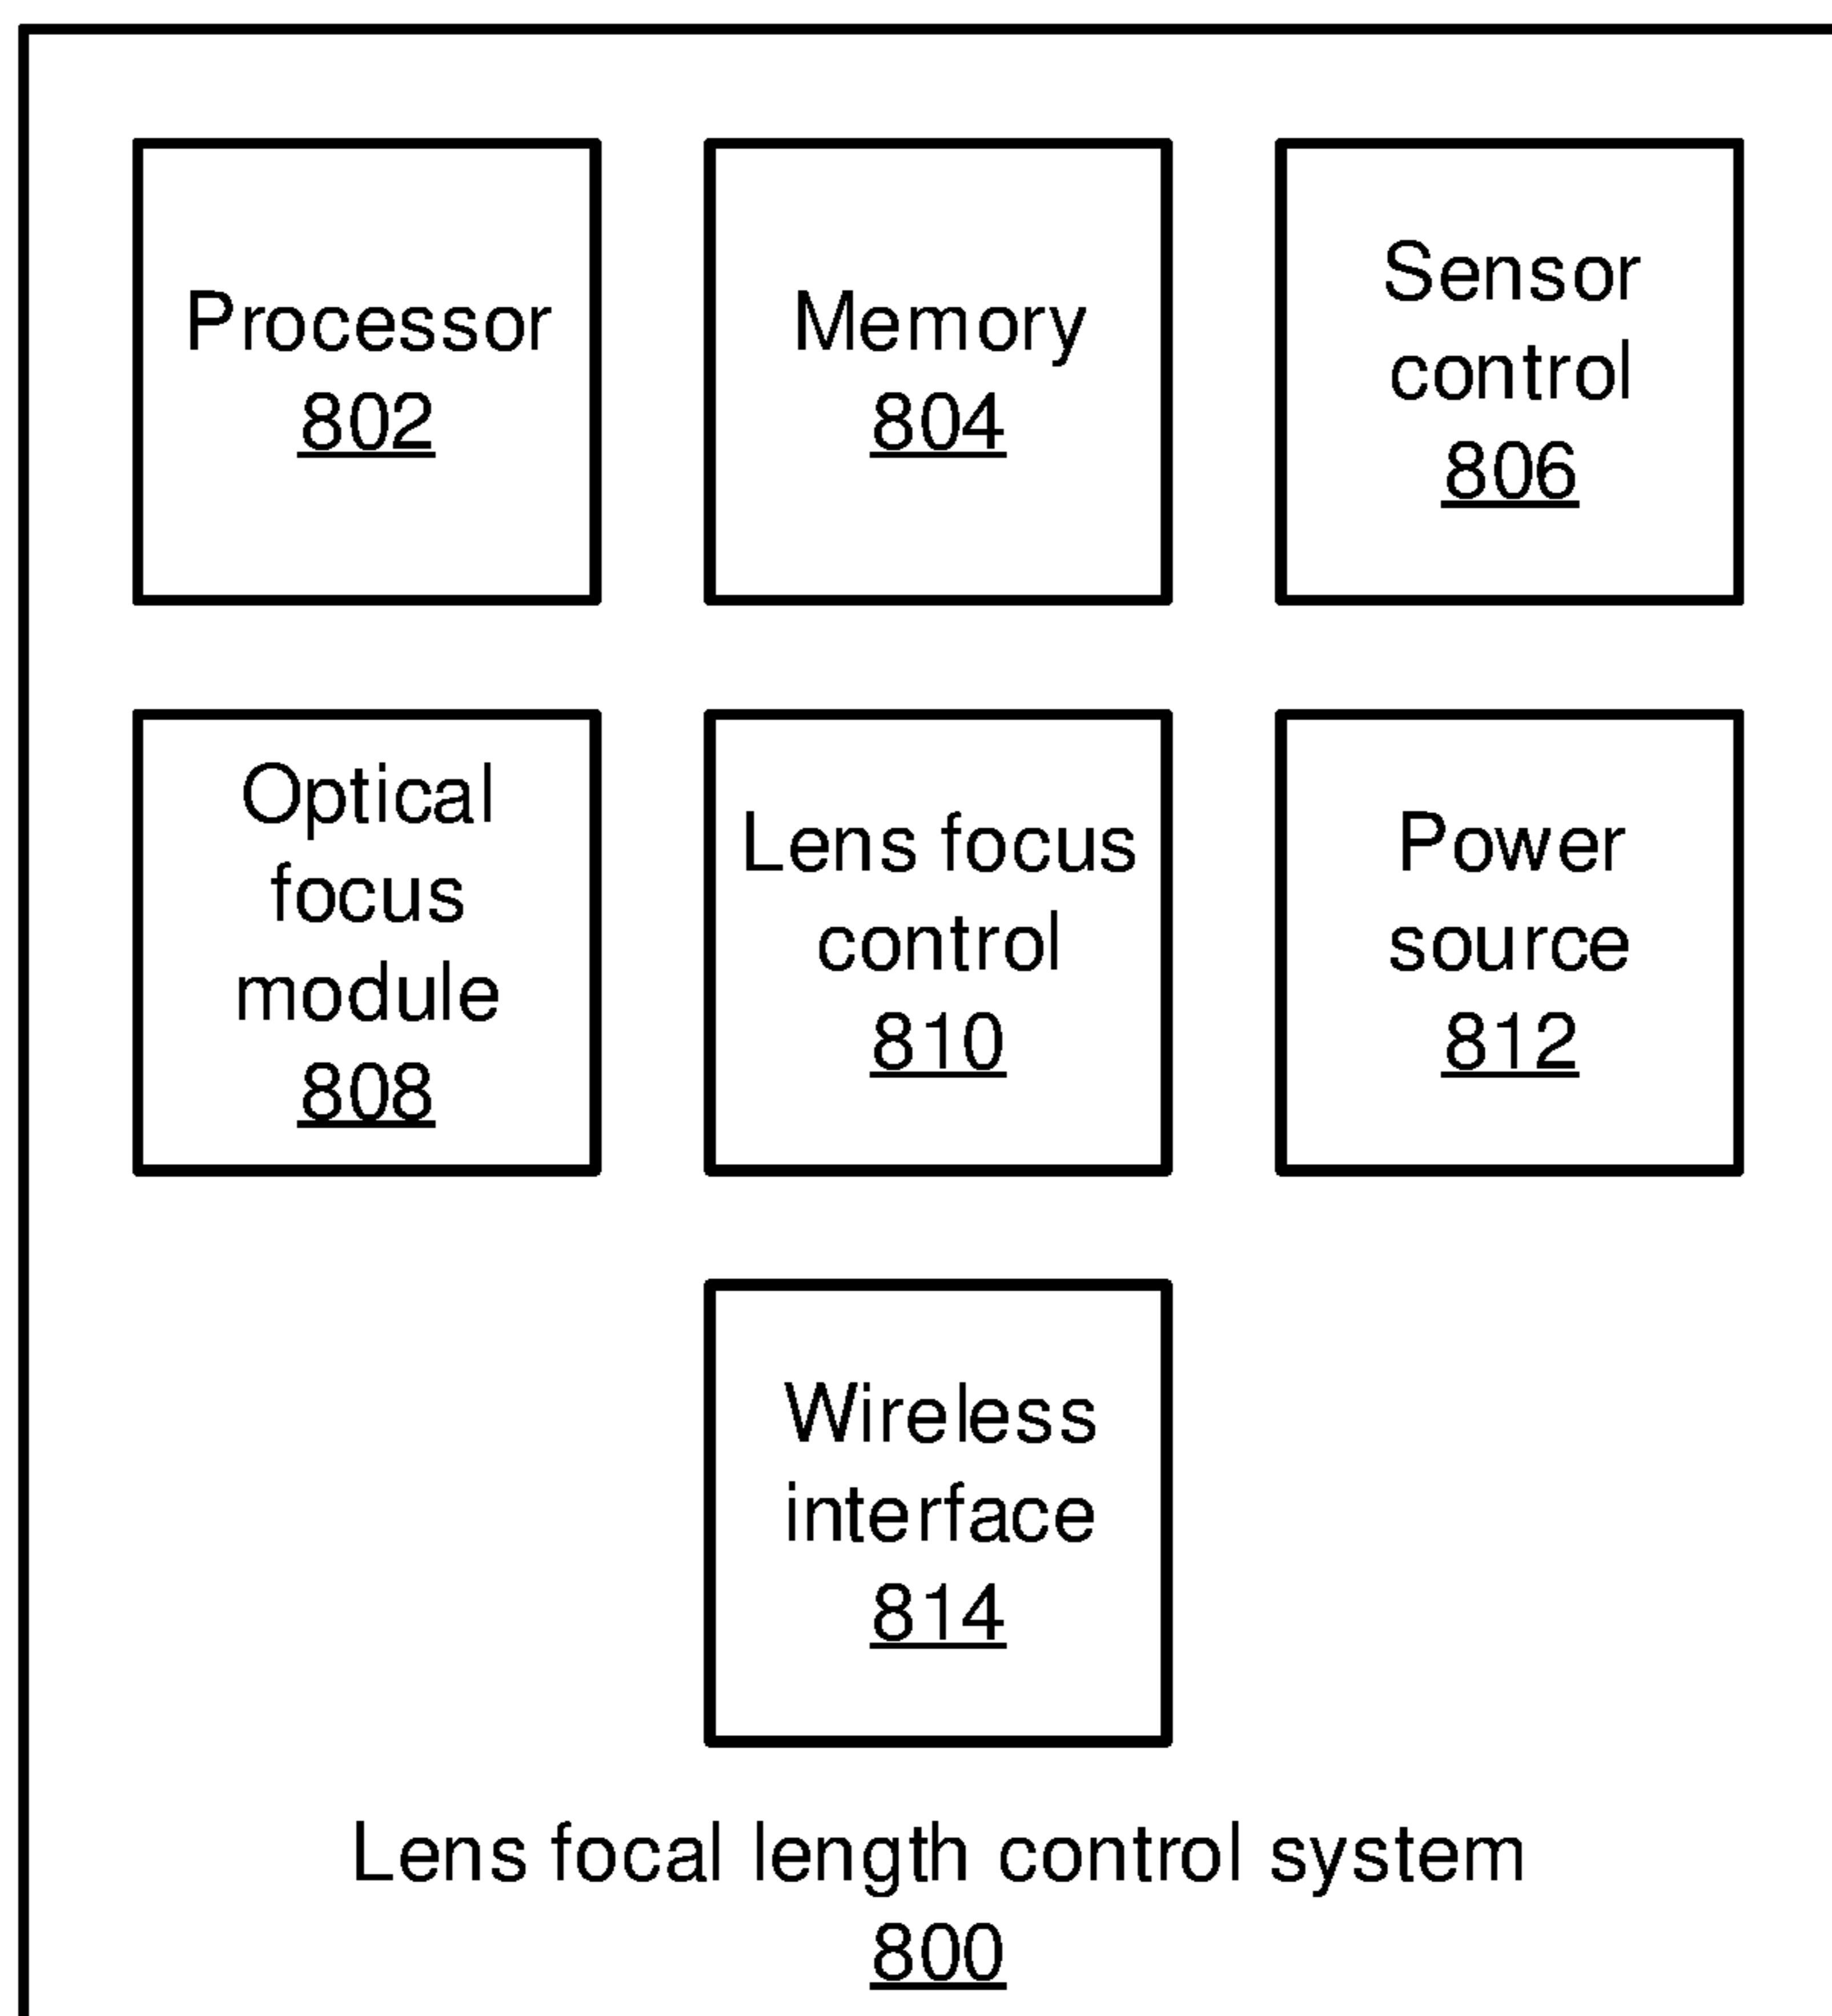 Processor
802
Memory
804
Sensor
control
806
Optical
focus
module
808
Lens focus
control
810
Power
source
812
Wireless
interface
814
Lens focal length control system
800